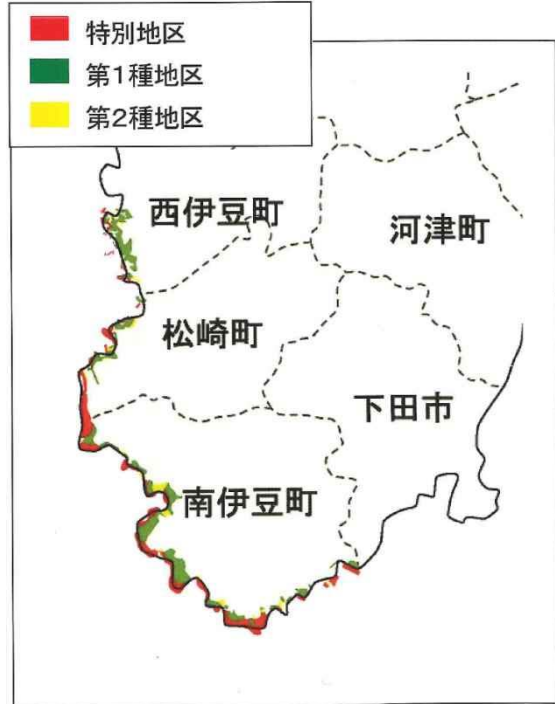 特別地区
第1種地区
第2種地区
西伊豆町
河津町
松崎町
下田市
南伊豆町